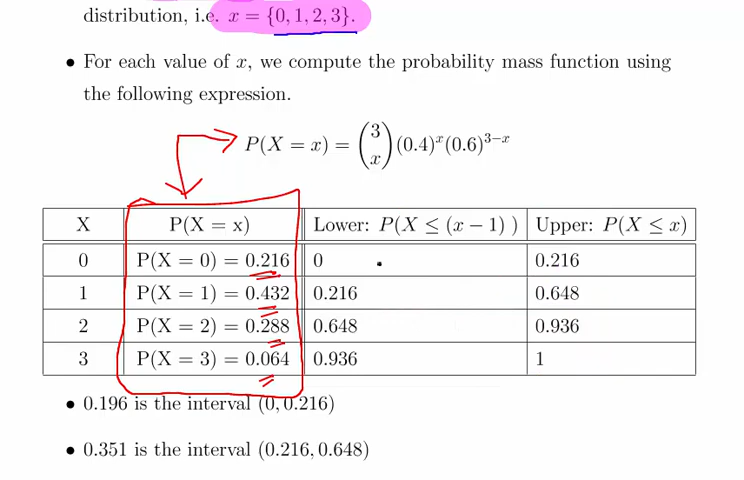 distribution, i.e. x = {0, 1, 2, 3}.
• For each value of x, we compute the probability mass function using
the following expression.
P(X = x) = (3 x) (0.4)^x (0.6)^{3−x}
X P(X = x) Lower: P(X ≤ (x − 1) ) Upper: P(X ≤ x)
0 P(X = 0) = 0.216 0 0.216
1 P(X = 1) = 0.432 0.216 0.648
2 P(X = 2) = 0.288 0.648 0.936
3 P(X = 3) = 0.064 0.936 1
• 0.196 is the interval (0, 0.216)
• 0.351 is the interval (0.216, 0.648)